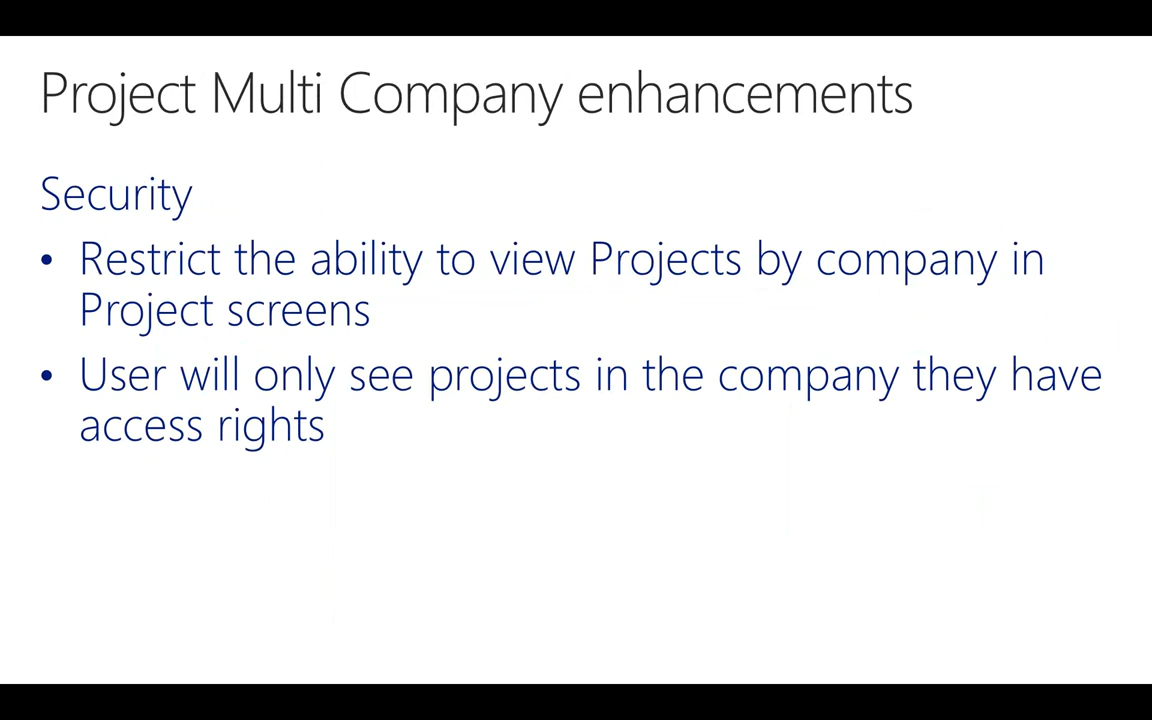 Project Multi Company enhancements
Security
• Restrict the ability to view Projects by company in
Project screens
• User will only see projects in the company they have
access rights